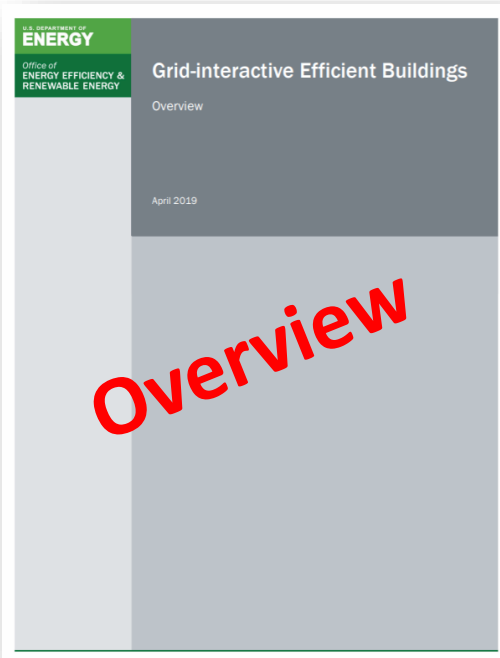 U.S. DEPARTMENT OF
ENERGY
Office of
ENERGY EFFICIENCY &
RENEWABLE ENERGY
Grid-interactive Efficient Buildings
Overview
April 2019
Overview